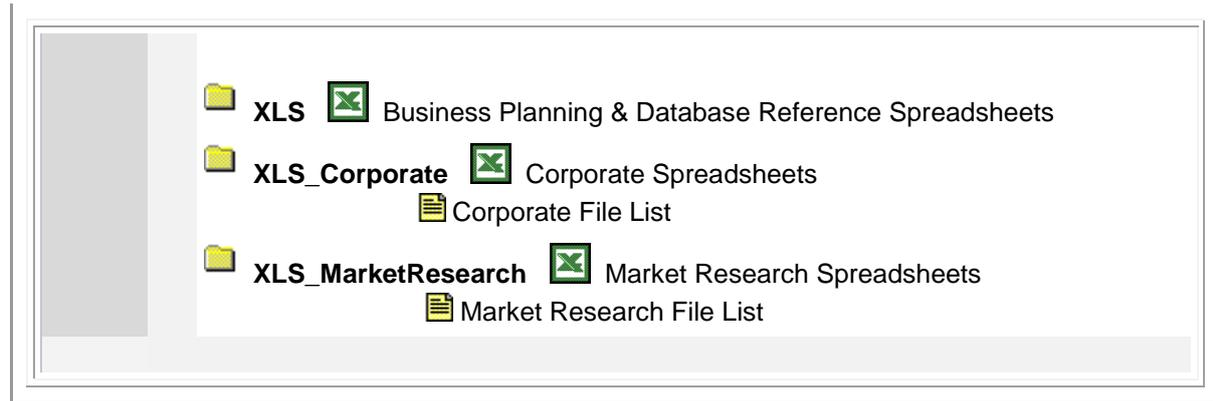 XLS Business Planning & Database Reference Spreadsheets
XLS_Corporate Corporate Spreadsheets
Corporate File List
XLS_MarketResearch Market Research Spreadsheets
Market Research File List